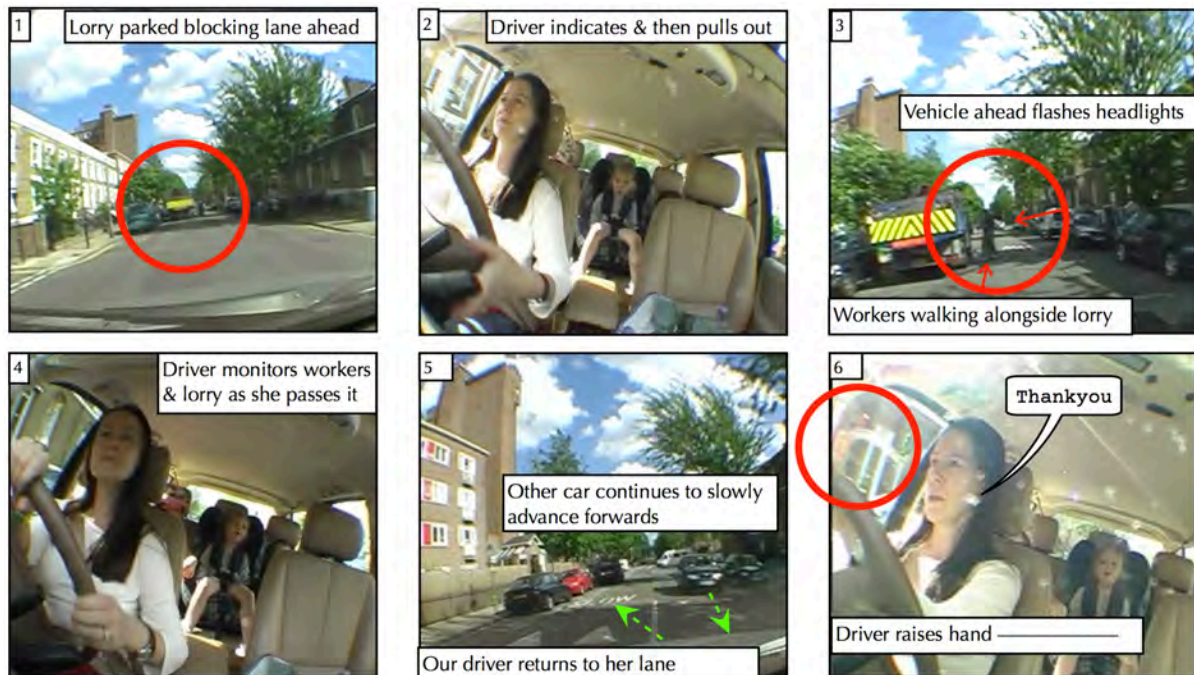 1
Lorry parked blocking lane ahead
2
Driver indicates & then pulls out
3
Vehicle ahead flashes headlights
Workers walking alongside lorry
4
Driver monitors workers
& lorry as she passes it
5
Other car continues to slowly
advance forwards
SLOW
Our driver returns to her lane
6
Thankyou
Driver raises hand